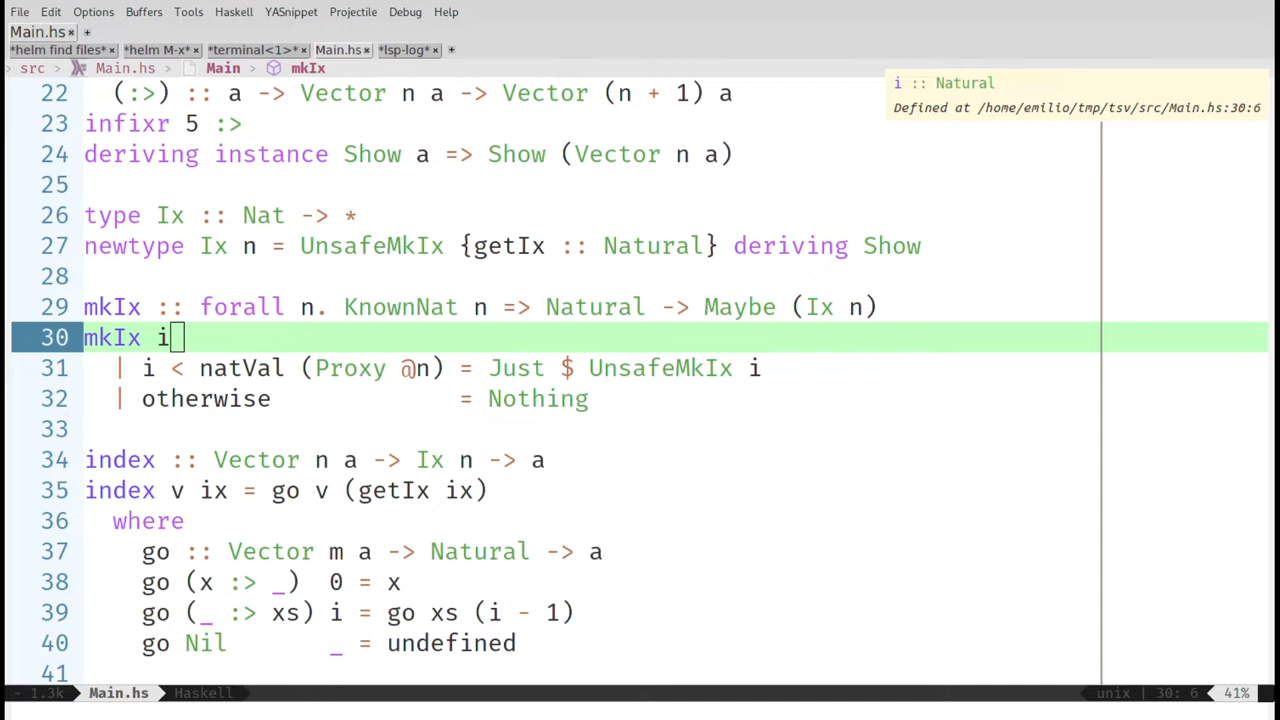 File Edit Options Buffers Tools Haskell YASnippet Projectile Debug Help
Main.hs × +
*helm find files* × *helm M-x* × *terminal<1>* × Main.hs × *lsp-log* × +
> src > Main.hs > Main > mkIx
i :: Natural
Defined at /home/emilio/tmp/tsv/src/Main.hs:30:6
22 (:>) :: a -> Vector n a -> Vector (n + 1) a
23 infixr 5 :>
24 deriving instance Show a => Show (Vector n a)
25
26 type Ix :: Nat -> *
27 newtype Ix n = UnsafeMkIx {getIx :: Natural} deriving Show
28
29 mkIx :: forall n. KnownNat n => Natural -> Maybe (Ix n)
30 mkIx i
31 | i < natVal (Proxy @n) = Just $ UnsafeMkIx i
32 | otherwise = Nothing
33
34 index :: Vector n a -> Ix n -> a
35 index v ix = go v (getIx ix)
36 where
37 go :: Vector m a -> Natural -> a
38 go (x :> _) 0 = x
39 go (_ :> xs) i = go xs (i - 1)
40 go Nil _ = undefined
41
- 1.3k Main.hs Haskell unix | 30: 6 41%